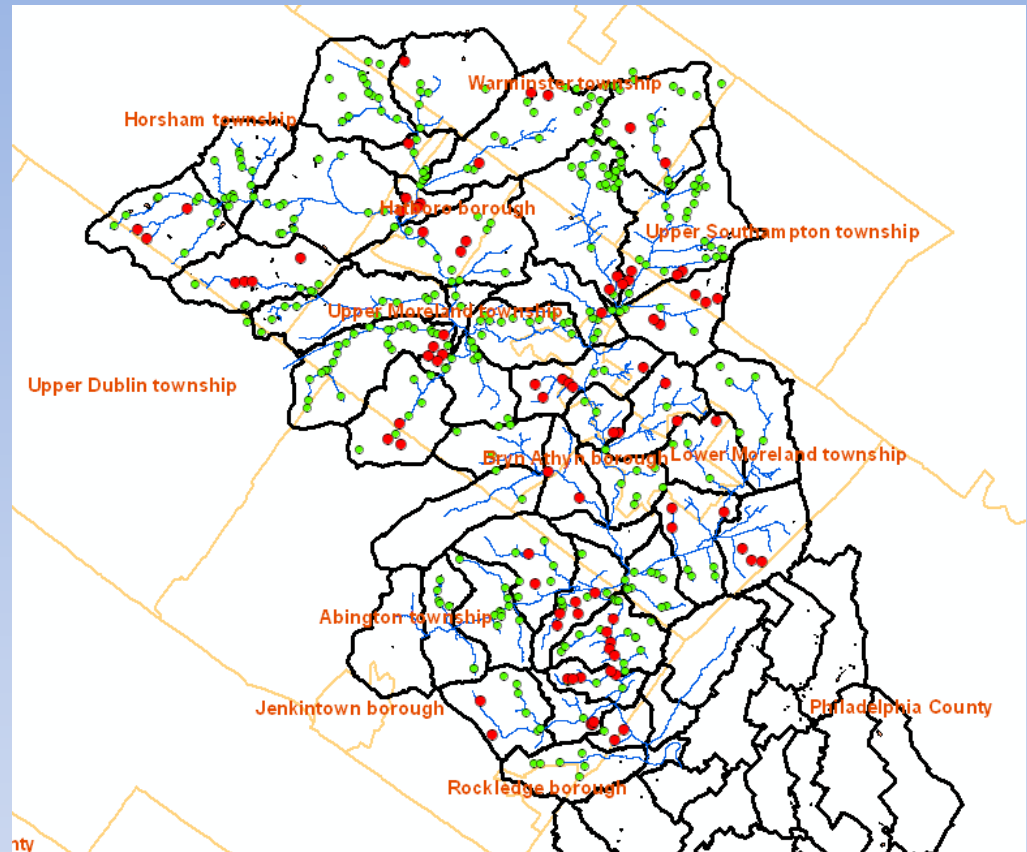 Warminster township
Horsham township
Hatboro borough
Upper Southampton township
Upper Moreland township
Upper Dublin township
Bryn Athyn borough
Lower Moreland township
Abington township
Jenkintown borough
Philadelphia County
Rockledge borough
nty